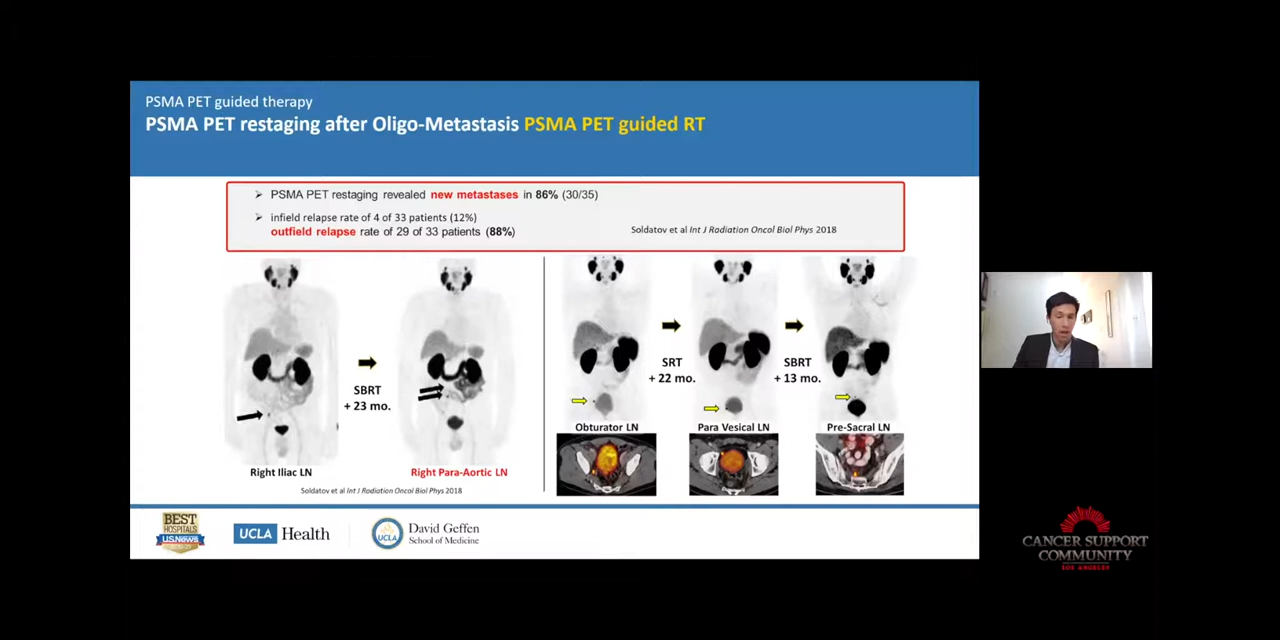 PSMA PET guided therapy
PSMA PET restaging after Oligo-Metastasis PSMA PET guided RT
➢ PSMA PET restaging revealed new metastases in 86% (30/35)
➢ infield relapse rate of 4 of 33 patients (12%)
outfield relapse rate of 29 of 33 patients (88%)
Soldatov et al Int J Radiation Oncol Biol Phys 2018
SBRT
+ 23 mo.
Right Iliac LN
Right Para-Aortic LN
Soldatov et al Int J Radiation Oncol Biol Phys 2018
SRT
+ 22 mo.
SBRT
+ 13 mo.
Obturator LN
Para Vesical LN
Pre-Sacral LN
BEST
HOSPITALS
U.S.News
UCLA Health
UCLA
David Geffen
School of Medicine
CANCER SUPPORT
COMMUNITY
LOS ANGELES